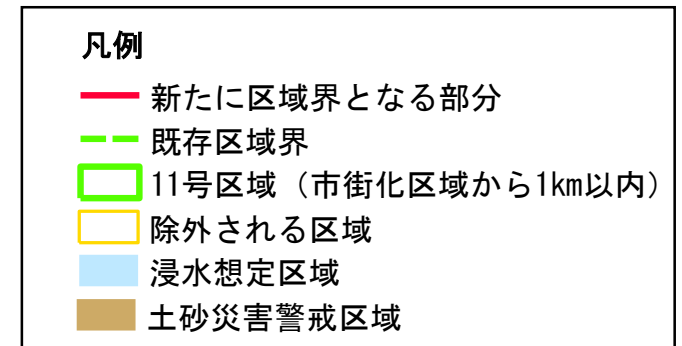 凡例
新たに区域界となる部分
既存区域界
11号区域（市街化区域から1km以内）
除外される区域
浸水想定区域
土砂災害警戒区域